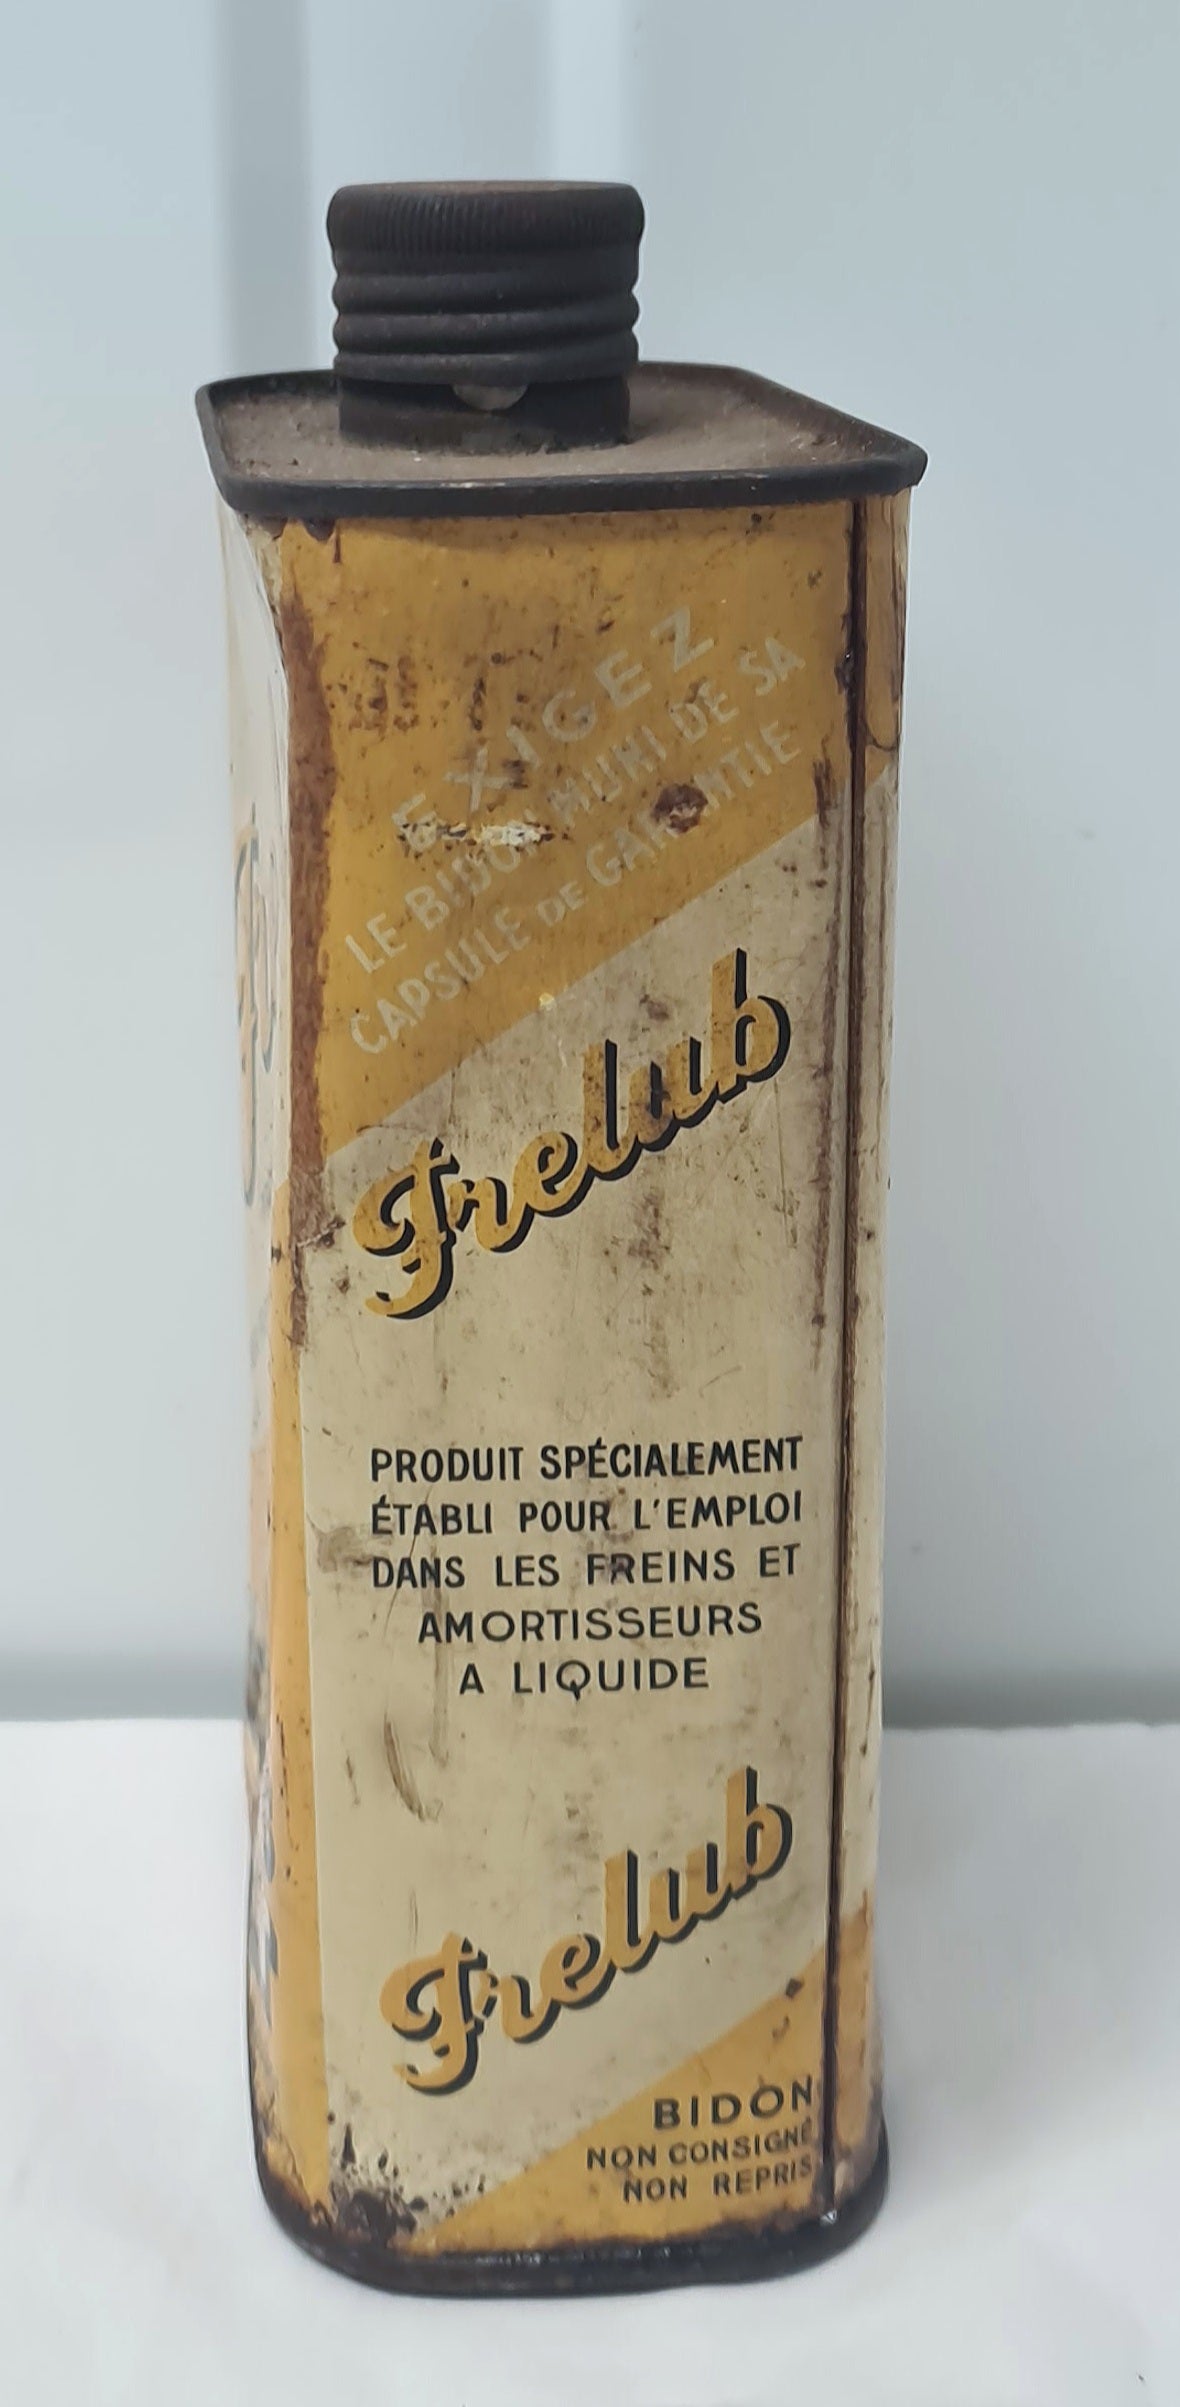 EXIGEZ
LE BIDON MUNI DE SA
CAPSULE DE GARANTIE
Frelub
PRODUIT SPÉCIALEMENT
ÉTABLI POUR L'EMPLOI
DANS LES FREINS ET
AMORTISSEURS
A LIQUIDE
Frelub
BIDON
NON CONSIGNÉ
NON REPRIS